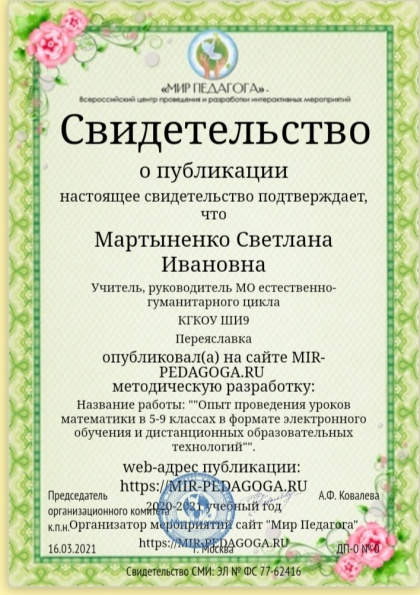 «МИР ПЕДАГОГА» -
Всероссийский центр проведения и разработки интерактивных мероприятий
Свидетельство
о публикации
настоящее свидетельство подтверждает,
что
Мартыненко Светлана
Ивановна
Учитель, руководитель МО естественно-
гуманитарного цикла
КГКОУ ШИ9
Переяславка
опубликовал(а) на сайте MIR-
PEDAGOGA.RU
методическую разработку:
Название работы: ""Опыт проведения уроков
математики в 5-9 классах в формате электронного
обучения и дистанционных образовательных
технологий"".
web-адрес публикации:
https://MIR-PEDAGOGA.RU
Председатель А.Ф. Ковалева
организационного комитета 2020-2021 учебный год
к.п.н. Организатор мероприятий сайт "Мир Педагога"
https://MIR-PEDAGOGA.RU
16.03.2021 г. Москва ДП-0 №0
Свидетельство СМИ: ЭЛ № ФС 77-62416